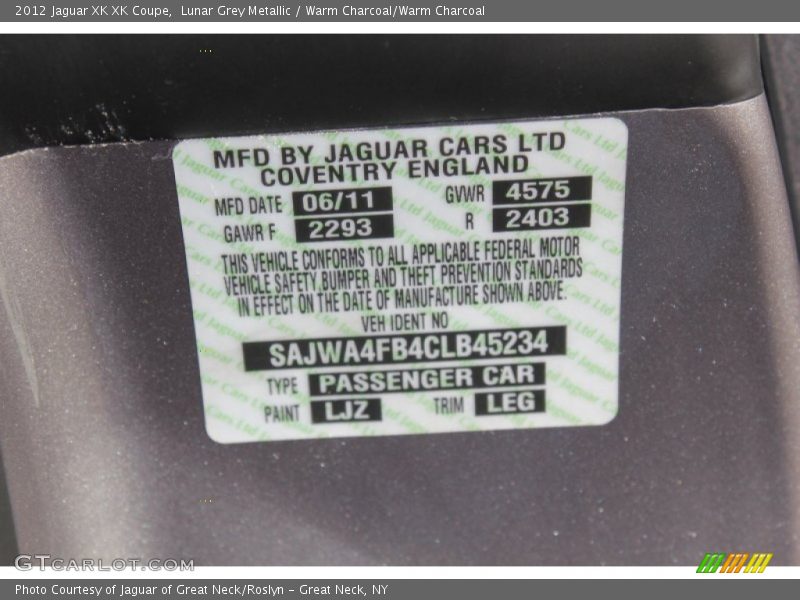 2012 Jaguar XK XK Coupe,  Lunar Grey Metallic / Warm Charcoal/Warm Charcoal
MFD BY JAGUAR CARS LTD
COVENTRY ENGLAND
MFD DATE 06/11 GVWR 4575
GAWR F 2293 R 2403
THIS VEHICLE CONFORMS TO ALL APPLICABLE FEDERAL MOTOR
VEHICLE SAFETY,BUMPER AND THEFT PREVENTION STANDARDS
IN EFFECT ON THE DATE OF MANUFACTURE SHOWN ABOVE.
VEH IDENT NO
SAJWA4FB4CLB45234
TYPE PASSENGER CAR
PAINT LJZ TRIM LEG
GTCARLOT.COM
Photo Courtesy of Jaguar of Great Neck/Roslyn - Great Neck, NY